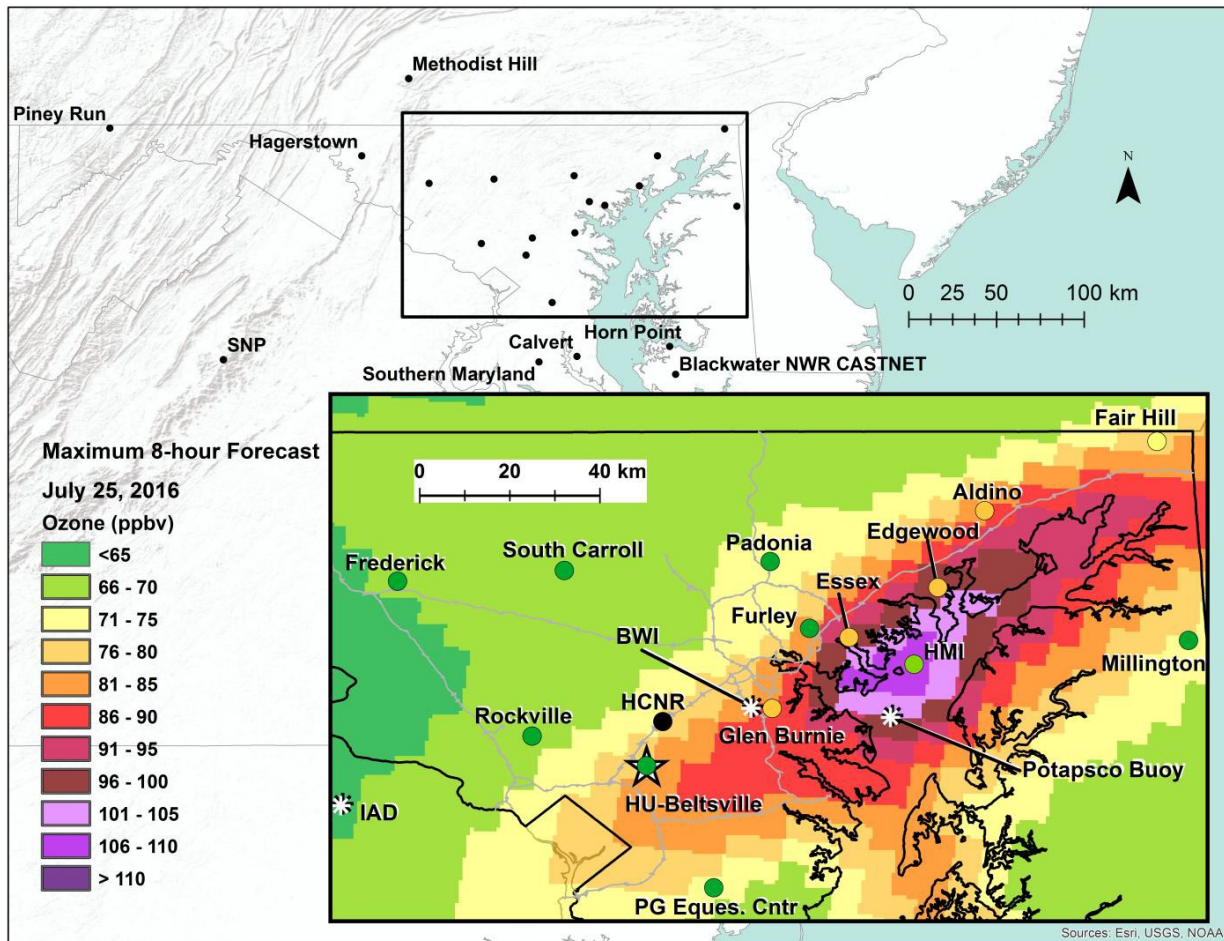 Methodist Hill
Piney Run
Hagerstown
N
0 25 50 100 km
SNP
Calvert
Horn Point
Southern Maryland
Blackwater NWR CASTNET
Maximum 8-hour Forecast
July 25, 2016
Ozone (ppbv)
<65
66 - 70
71 - 75
76 - 80
81 - 85
86 - 90
91 - 95
96 - 100
101 - 105
106 - 110
> 110
0 20 40 km
Fair Hill
Aldino
Edgewood
Frederick
South Carroll
Padonia
Essex
Furley
BWI
HMI
Millington
HCNR
Rockville
Glen Burnie
Potapsco Buoy
HU-Beltsville
IAD
PG Eques. Cntr
Sources: Esri, USGS, NOAA